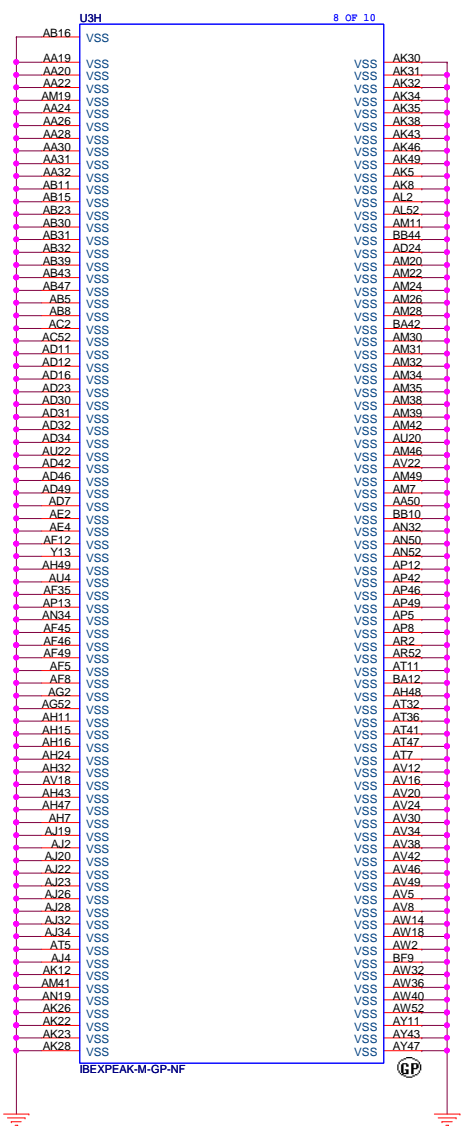 U3H 8 OF 10
AB16 VSS
AA19 VSS VSS AK30
AA20 VSS VSS AK31
AA22 VSS VSS AK32
AM19 VSS VSS AK34
AA24 VSS VSS AK35
AA26 VSS VSS AK38
AA28 VSS VSS AK43
AA30 VSS VSS AK46
AA31 VSS VSS AK49
AA32 VSS VSS AK5
AB11 VSS VSS AK8
AB15 VSS VSS AL2
AB23 VSS VSS AL52
AB30 VSS VSS AM11
AB31 VSS VSS BB44
AB32 VSS VSS AD24
AB39 VSS VSS AM20
AB43 VSS VSS AM22
AB47 VSS VSS AM24
AB5 VSS VSS AM26
AB8 VSS VSS AM28
AC2 VSS VSS BA42
AC52 VSS VSS AM30
AD11 VSS VSS AM31
AD12 VSS VSS AM32
AD16 VSS VSS AM34
AD23 VSS VSS AM35
AD30 VSS VSS AM38
AD31 VSS VSS AM39
AD32 VSS VSS AM42
AD34 VSS VSS AU20
AU22 VSS VSS AM46
AD42 VSS VSS AV22
AD46 VSS VSS AM49
AD49 VSS VSS AM7
AD7 VSS VSS AA50
AE2 VSS VSS BB10
AE4 VSS VSS AN32
AF12 VSS VSS AN50
Y13 VSS VSS AN52
AH49 VSS VSS AP12
AU4 VSS VSS AP42
AF35 VSS VSS AP46
AP13 VSS VSS AP49
AN34 VSS VSS AP5
AF45 VSS VSS AP8
AF46 VSS VSS AR2
AF49 VSS VSS AR52
AF5 VSS VSS AT11
AF8 VSS VSS BA12
AG2 VSS VSS AH48
AG52 VSS VSS AT32
AH11 VSS VSS AT36
AH15 VSS VSS AT41
AH16 VSS VSS AT47
AH24 VSS VSS AT7
AH32 VSS VSS AV12
AV18 VSS VSS AV16
AH43 VSS VSS AV20
AH47 VSS VSS AV24
AH7 VSS VSS AV30
AJ19 VSS VSS AV34
AJ2 VSS VSS AV38
AJ20 VSS VSS AV42
AJ22 VSS VSS AV46
AJ23 VSS VSS AV49
AJ26 VSS VSS AV5
AJ28 VSS VSS AV8
AJ32 VSS VSS AW14
AJ34 VSS VSS AW18
AT5 VSS VSS AW2
AJ4 VSS VSS BF9
AK12 VSS VSS AW32
AM41 VSS VSS AW36
AN19 VSS VSS AW40
AK26 VSS VSS AW52
AK22 VSS VSS AY11
AK23 VSS VSS AY43
AK28 VSS VSS AY47
IBEXPEAK-M-GP-NF GP